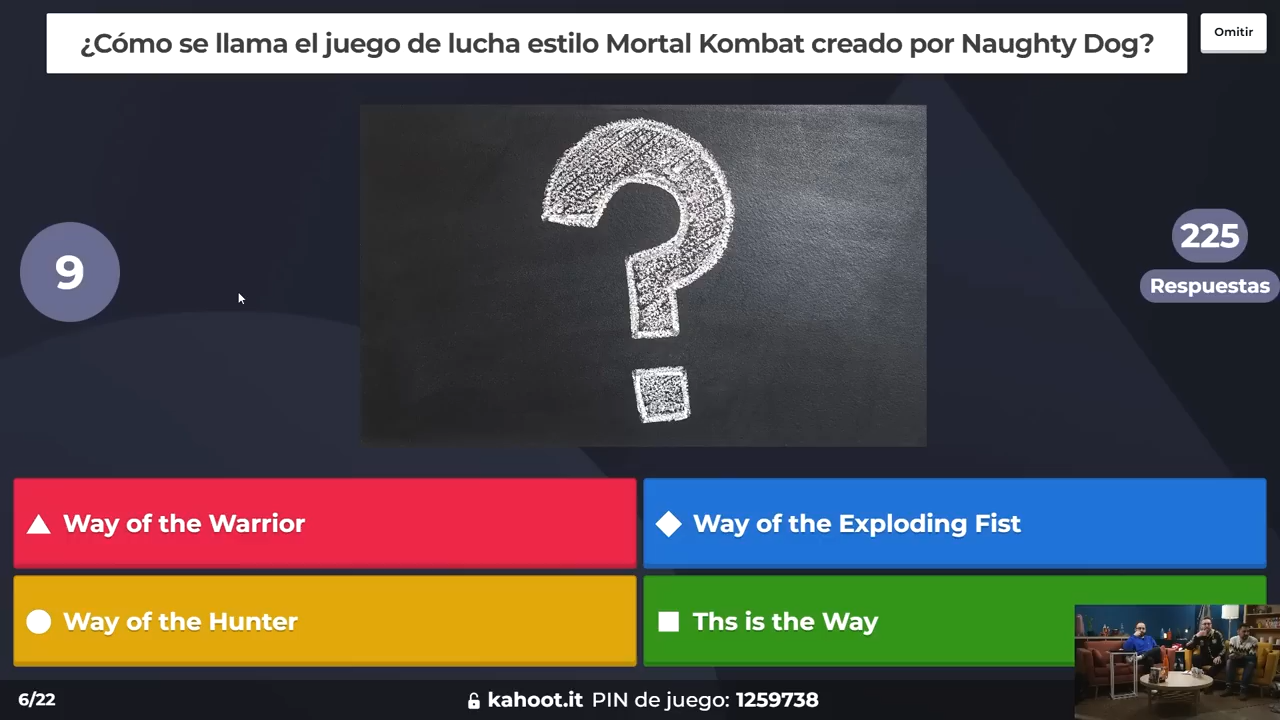 ¿Cómo se llama el juego de lucha estilo Mortal Kombat creado por Naughty Dog?
Omitir
9
225
Respuestas
Way of the Warrior
Way of the Exploding Fist
Way of the Hunter
Ths is the Way
6/22
kahoot.it PIN de juego: 1259738